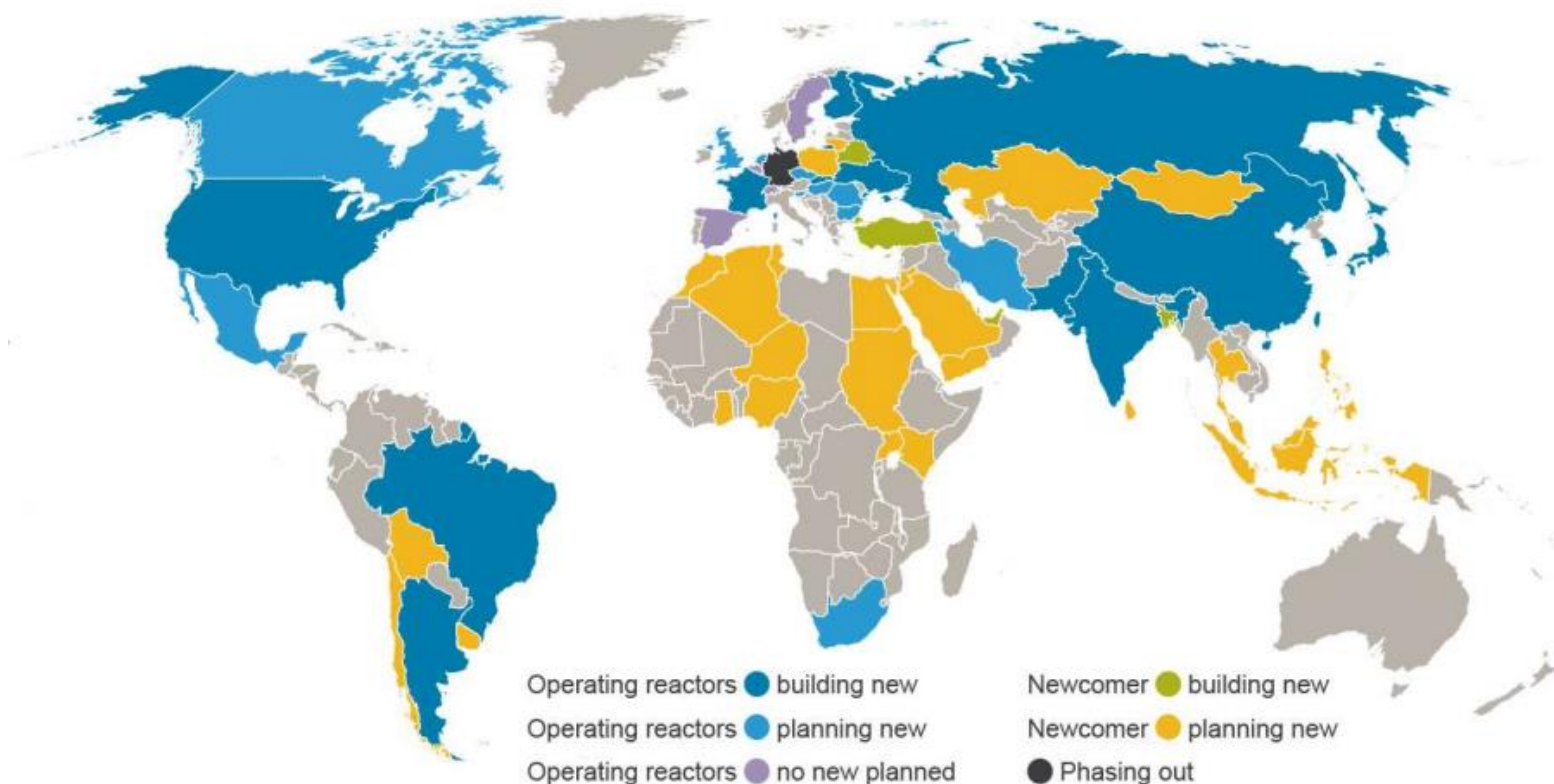 Operating reactors building new
Operating reactors planning new
Operating reactors no new planned
Newcomer building new
Newcomer planning new
Phasing out